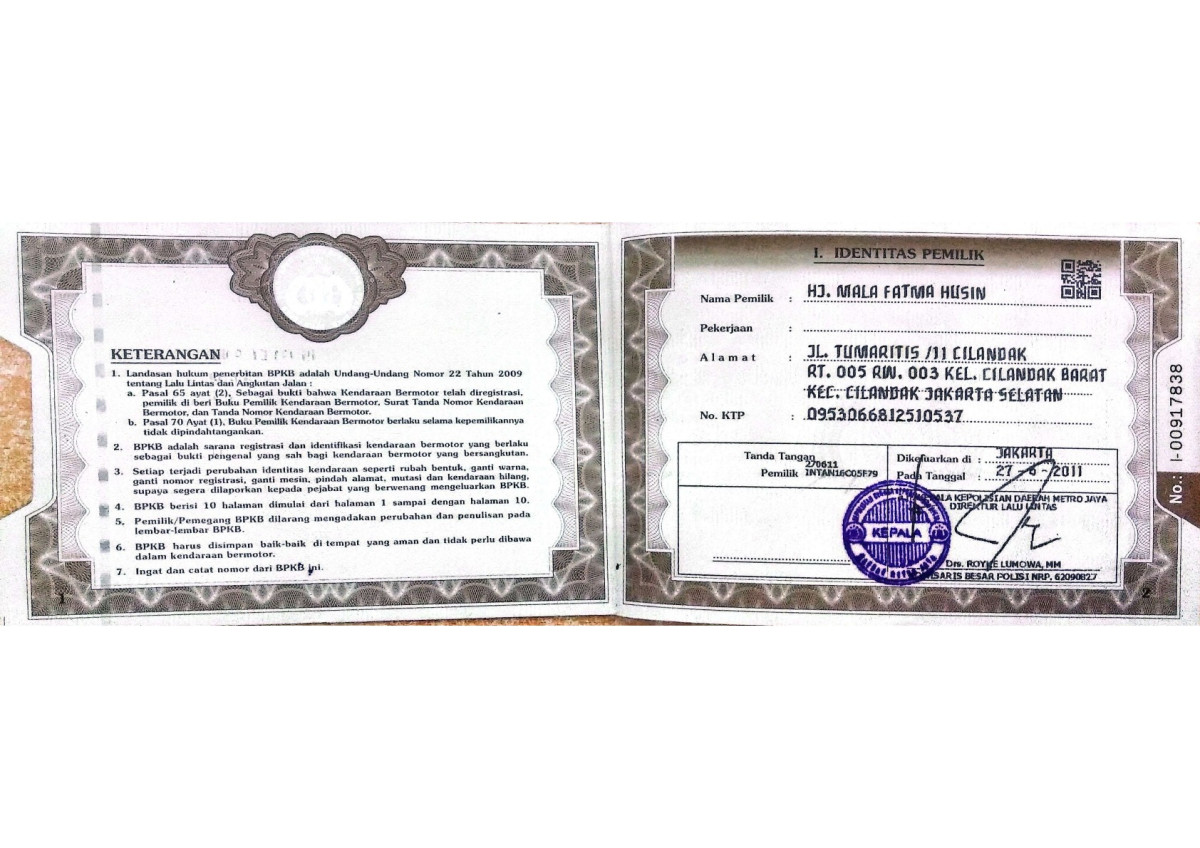 KETERANGAN
1. Landasan hukum penerbitan BPKB adalah Undang-Undang Nomor 22 Tahun 2009
tentang Lalu Lintas dan Angkutan Jalan :
a. Pasal 65 ayat (2), Sebagai bukti bahwa Kendaraan Bermotor telah diregistrasi,
pemilik di beri Buku Pemilik Kendaraan Bermotor, Surat Tanda Nomor Kendaraan
Bermotor, dan Tanda Nomor Kendaraan Bermotor.
b. Pasal 70 Ayat (1), Buku Pemilik Kendaraan Bermotor berlaku selama kepemilikannya
tidak dipindahtangankan.
2. BPKB adalah sarana registrasi dan identifikasi kendaraan bermotor yang berlaku
sebagai bukti pengenal yang sah bagi kendaraan bermotor yang bersangkutan.
3. Setiap terjadi perubahan identitas kendaraan seperti rubah bentuk, ganti warna,
ganti nomor registrasi, ganti mesin, pindah alamat, mutasi dan kendaraan hilang,
supaya segera dilaporkan kepada pejabat yang berwenang mengeluarkan BPKB.
4. BPKB berisi 10 halaman dimulai dari halaman 1 sampai dengan halaman 10.
5. Pemilik/Pemegang BPKB dilarang mengadakan perubahan dan penulisan pada
lembar-lembar BPKB.
6. BPKB harus disimpan baik-baik di tempat yang aman dan tidak perlu dibawa
dalam kendaraan bermotor.
7. Ingat dan catat nomor dari BPKB ini.
1
I. IDENTITAS PEMILIK
Nama Pemilik : HJ. MALA FATMA HUSIN
Pekerjaan :
Alamat : JL. TUMARITIS /11 CILANDAK
RT. 005 RW. 003 KEL. CILANDAK BARAT
KEC. CILANDAK JAKARTA SELATAN
No. KTP : 0953066812510537
Tanda Tangan
Pemilik
270611
INTAN16C05F79
Dikeluarkan di : JAKARTA
Pada Tanggal : 27-6-2011
KEPOLISIAN DAERAH METRO JAYA
DIREKTUR LALU LINTAS
KEPALA
Drs. ROYKE LUMOWA, MM
BESAR POLISI NRP. 62090827
2
No.: I-00917838